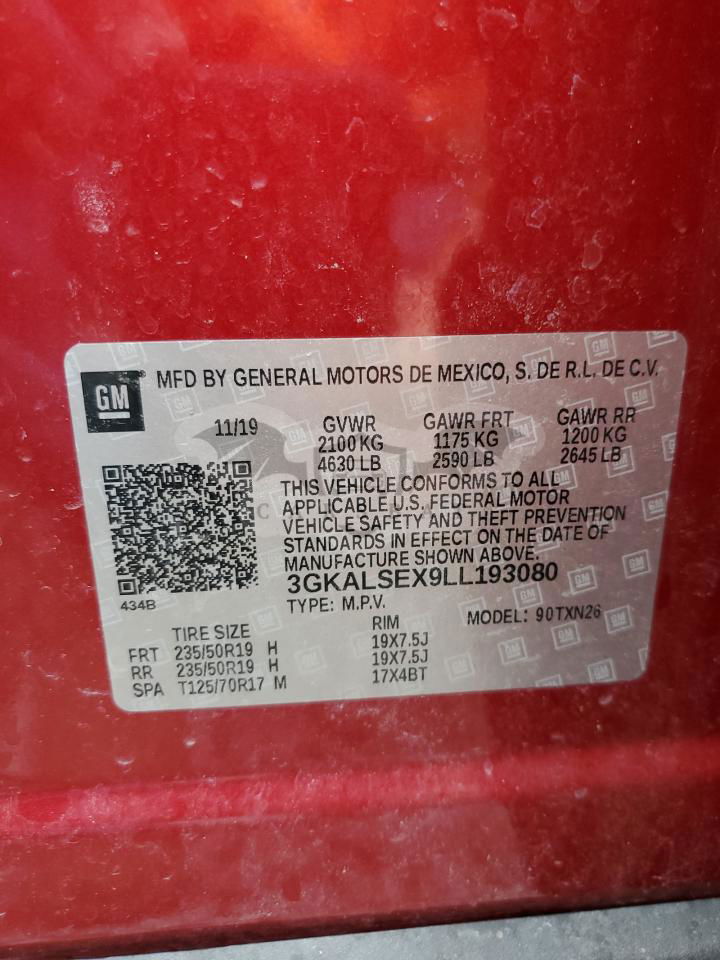 GM MFD BY GENERAL MOTORS DE MEXICO, S. DE R.L. DE C.V.
11/19 GVWR GAWR FRT GAWR RR
2100 KG 1175 KG 1200 KG
4630 LB 2590 LB 2645 LB
THIS VEHICLE CONFORMS TO ALL
APPLICABLE U.S. FEDERAL MOTOR
VEHICLE SAFETY AND THEFT PREVENTION
STANDARDS IN EFFECT ON THE DATE OF
MANUFACTURE SHOWN ABOVE.
3GKALSEX9LL193080
434B
TYPE: M.P.V. MODEL: 90TXN26
TIRE SIZE RIM
FRT 235/50R19 H 19X7.5J
RR 235/50R19 H 19X7.5J
SPA T125/70R17 M 17X4BT